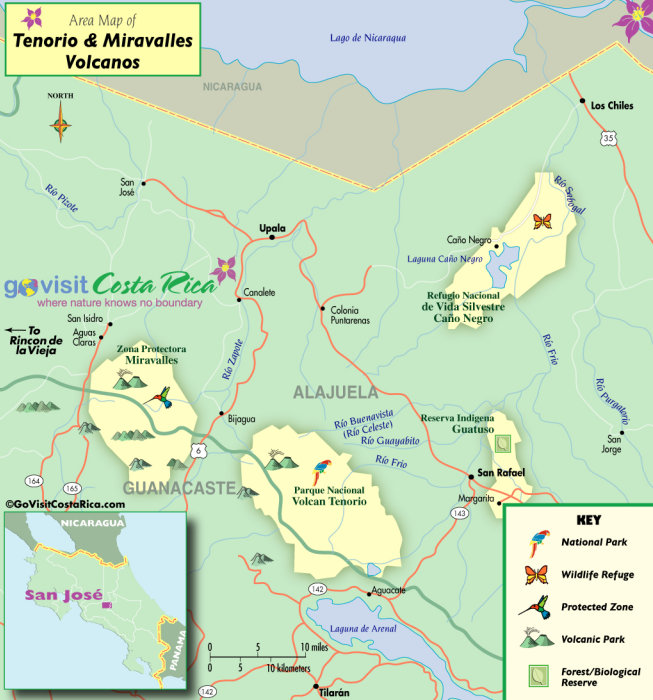 Area Map of
Tenorio & Miravalles
Volcanos
Lago de Nicaraqua
NICARAGUA
NORTH
Los Chiles
35
San
José
Río Pizote
Río Sabogal
Upala
Caño Negro
Laguna Caño Negro
govisit Costa Rica
where nature knows no boundary
Canalete
Refugio Nacional
de Vida Silvestre
Caño Negro
Colonia
Puntarenas
San Isidro
To
Rincon de
la Vieja
Aguas
Claras
Zona Protectora
Miravalles
Río Zapote
Río Frio
ALAJUELA
Río Purgatorio
Bijagua
Río Buenavista
(Río Celeste)
Río Guayabito
Reserva Indigena
Guatuso
San
Jorge
6
Río Frio
San Rafael
164
165
GUANACASTE
Parque Nacional
Volcan Tenorio
Margarita
143
©GoVisitCostaRica.com
NICARAGUA
San José
PANAMA
KEY
National Park
Wildlife Refuge
Protected Zone
Volcanic Park
Forest/Biological
Reserve
142
Aguacate
Laguna de Arenal
0 5 10 miles
0 5 10 kilometers
142
Tilarán